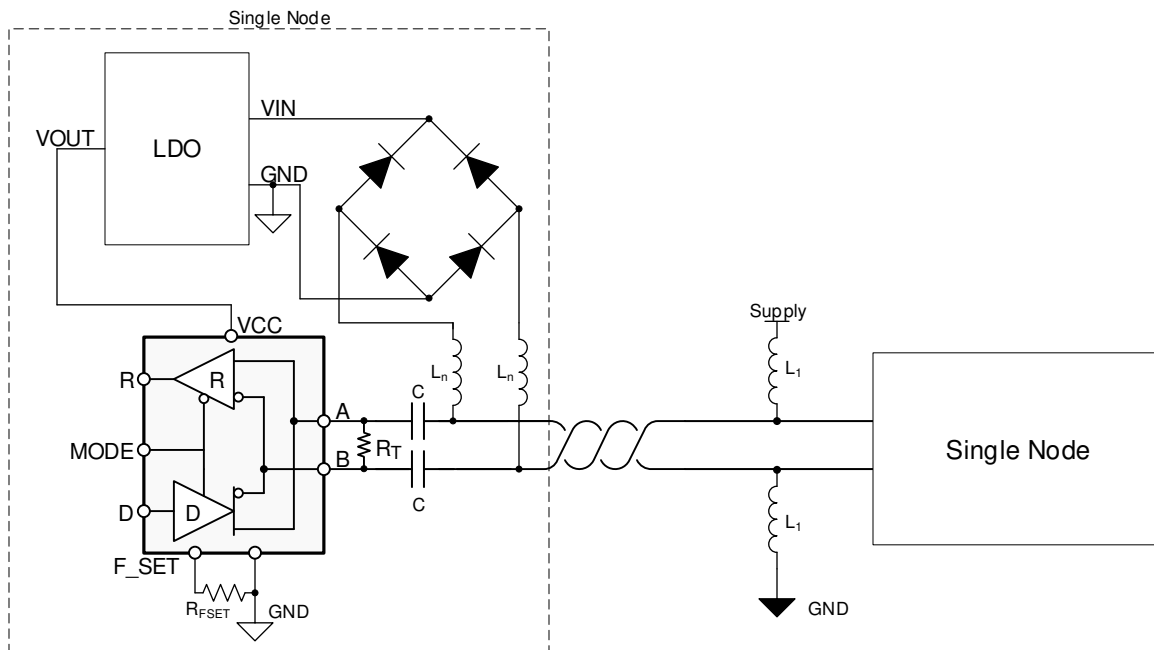 Single Node
VIN
VOUT
LDO
GND
Supply
VCC
L1
Ln
Ln
C
R
R
A
MODE
RT
Single Node
B
D
D
C
L1
F_SET
RFSET
GND
GND